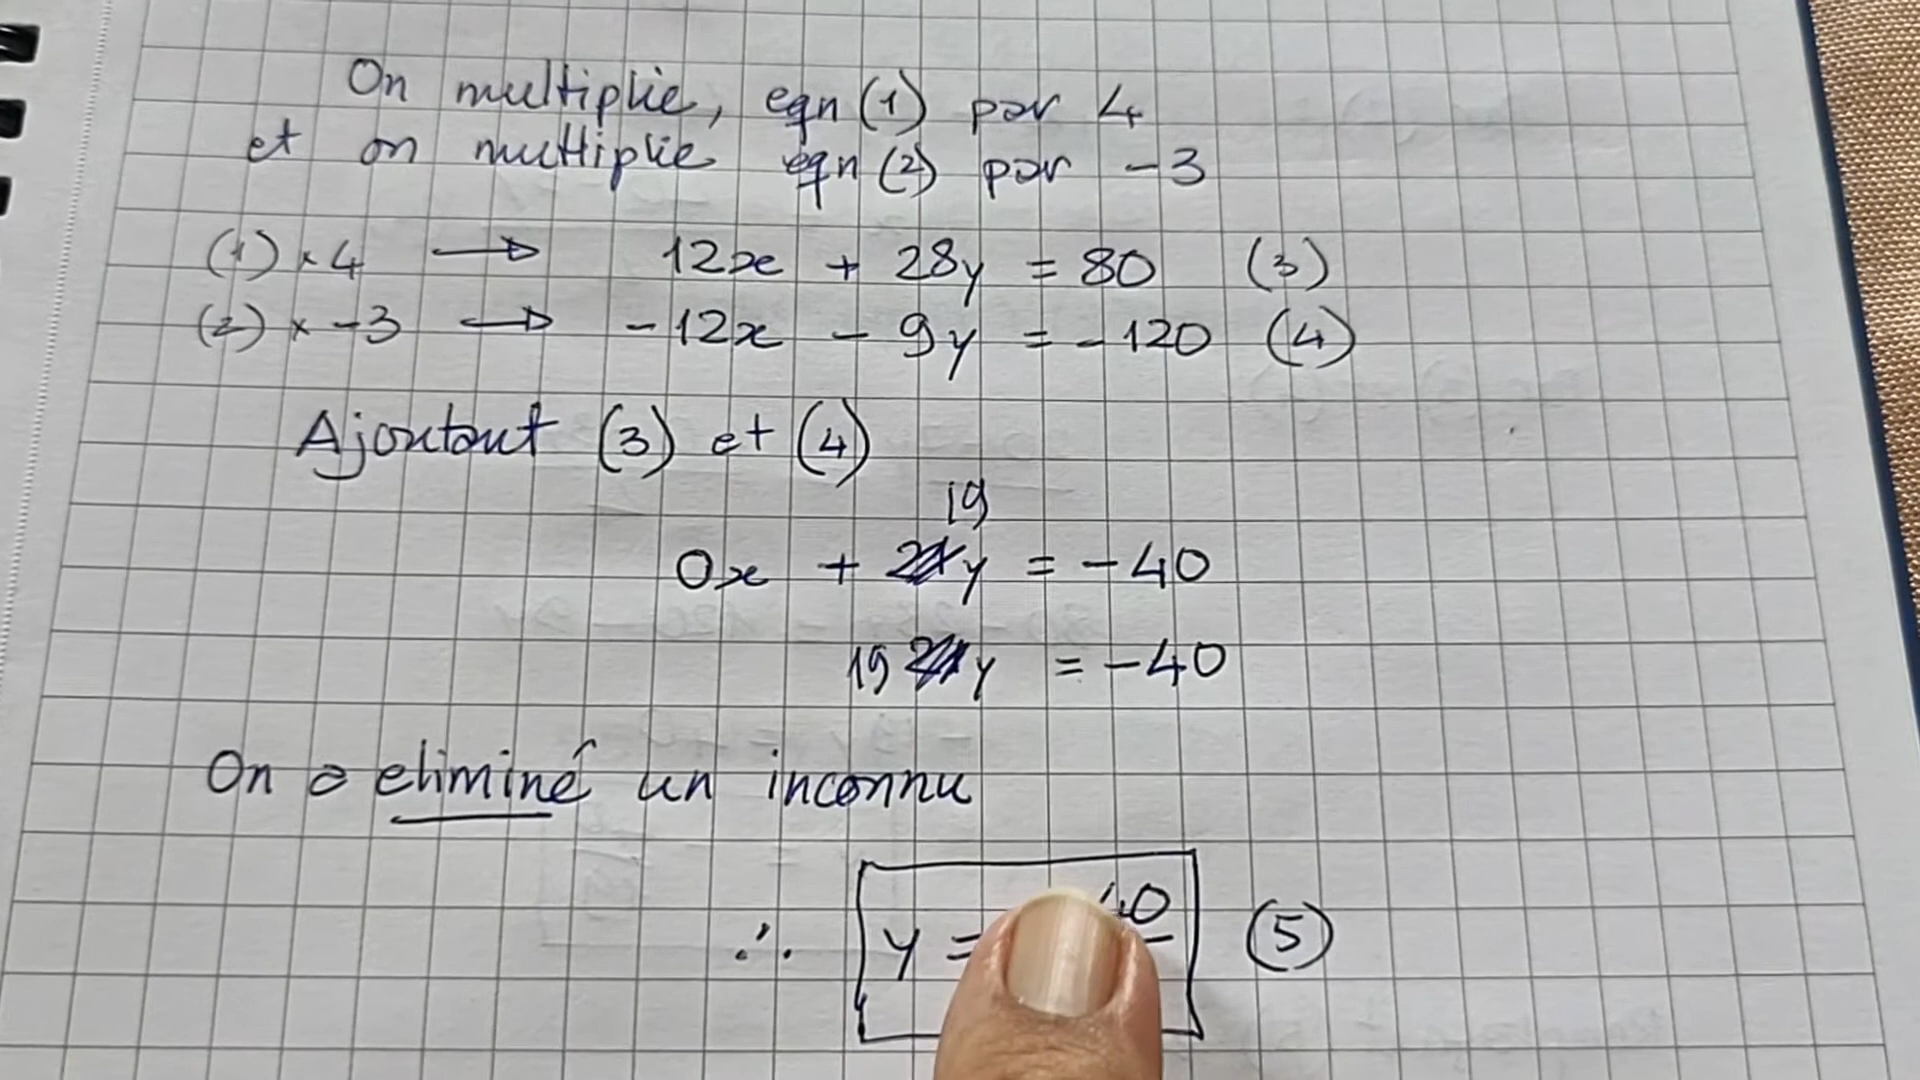 On multiplie, eqn (1) par 4
et on multiplie eqn (2) par -3
(1) × 4 → 12x + 28y = 80 (3)
(2) × -3 → -12x - 9y = -120 (4)
Ajoutant (3) et (4)
19
0x + y = -40
19 y = -40
On a eliminé un inconnu
∴ y = 40 (5)